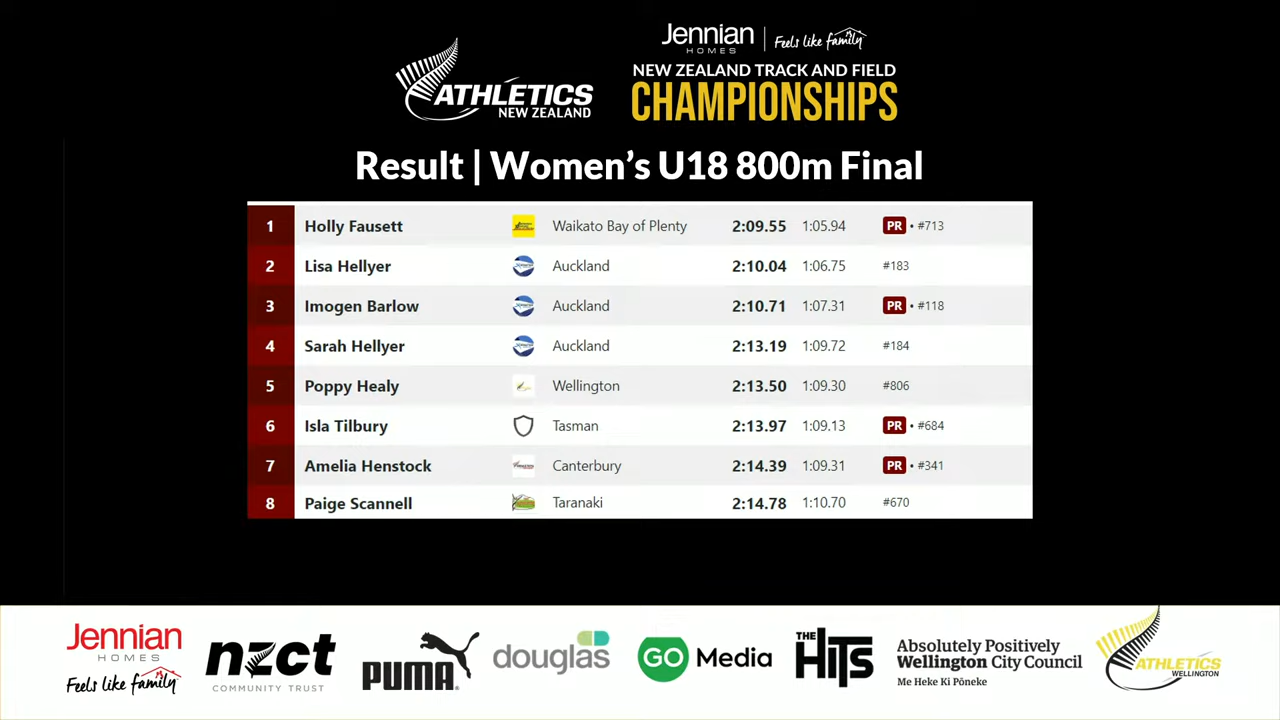 Jennian
HOMES
Feels like family
ATHLETICS
NEW ZEALAND
NEW ZEALAND TRACK AND FIELD
CHAMPIONSHIPS
Result | Women's U18 800m Final
1 Holly Fausett Waikato Bay of Plenty 2:09.55 1:05.94 PR • #713
2 Lisa Hellyer Auckland 2:10.04 1:06.75 #183
3 Imogen Barlow Auckland 2:10.71 1:07.31 PR • #118
4 Sarah Hellyer Auckland 2:13.19 1:09.72 #184
5 Poppy Healy Wellington 2:13.50 1:09.30 #806
6 Isla Tilbury Tasman 2:13.97 1:09.13 PR • #684
7 Amelia Henstock Canterbury 2:14.39 1:09.31 PR • #341
8 Paige Scannell Taranaki 2:14.78 1:10.70 #670
Jennian
HOMES
Feels like family
nzct
COMMUNITY TRUST
PUMA
douglas
GO Media
THE HITS
Absolutely Positively
Wellington City Council
Me Heke Ki Pōneke
ATHLETICS
WELLINGTON